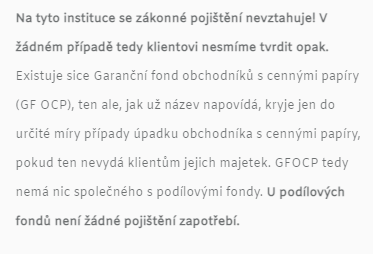 Na tyto instituce se zákonné pojištění nevztahuje! V
žádném případě tedy klientovi nesmíme tvrdit opak.
Existuje sice Garanční fond obchodníků s cennými papíry
(GF OCP), ten ale, jak už název napovídá, kryje jen do
určité míry případy úpadku obchodníka s cennými papíry,
pokud ten nevydá klientům jejich majetek. GFOCP tedy
nemá nic společného s podílovými fondy. U podílových
fondů není žádné pojištění zapotřebí.